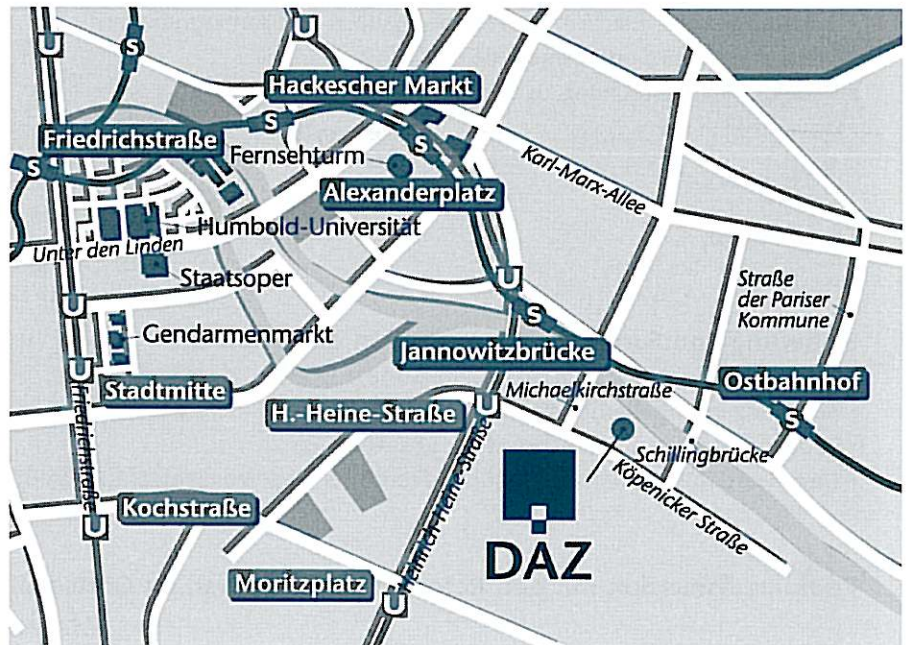 U
S
U
Hackescher Markt
S
Friedrichstraße
S
Fernsehturm
S
Karl-Marx-Allee
Alexanderplatz
Humbold-Universität
Unter den Linden
Staatsoper
U
Straße
der Pariser
Kommune
U
S
Gendarmenmarkt
Jannowitzbrücke
U
Stadtmitte
Michaelkirchstraße
Ostbahnhof
H.-Heine-Straße
U
S
Friedrichstraße
Schillingbrücke
Köpenicker Straße
Heinrich-Heine-Straße
Kochstraße
U
DAZ
Moritzplatz
U